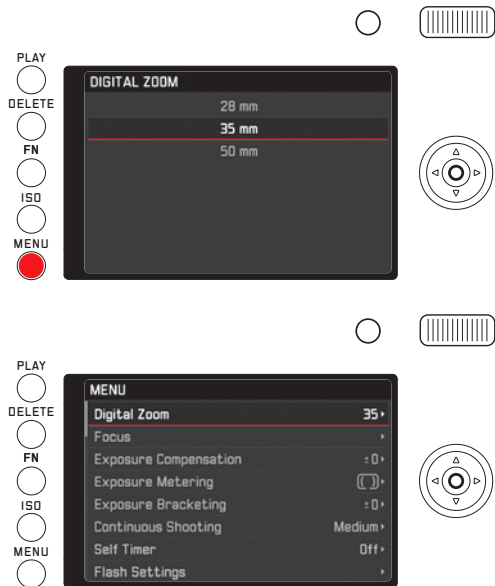 PLAY
DELETE
FN
ISO
MENU
DIGITAL ZOOM
28 mm
35 mm
50 mm
PLAY
DELETE
FN
ISO
MENU
MENU
Digital Zoom 35
Focus
Exposure Compensation ±0
Exposure Metering
Exposure Bracketing ±0
Continuous Shooting Medium
Self Timer Off
Flash Settings